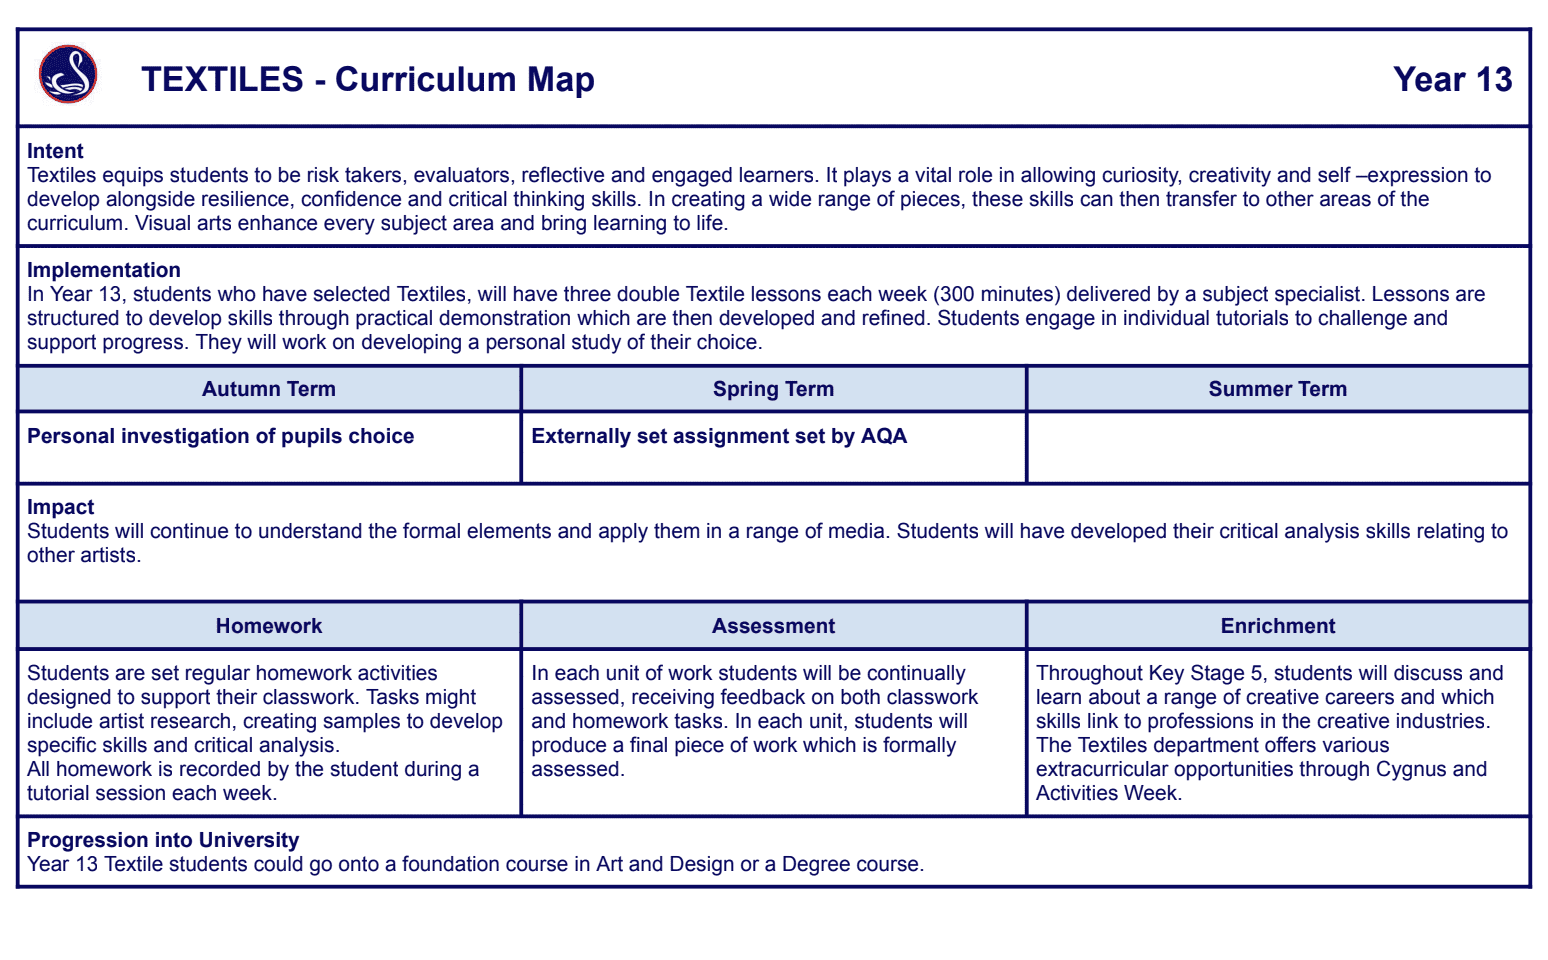 TEXTILES - Curriculum Map
Year 13
Intent
Textiles equips students to be risk takers, evaluators, reflective and engaged learners. It plays a vital role in allowing curiosity, creativity and self –expression to
develop alongside resilience, confidence and critical thinking skills. In creating a wide range of pieces, these skills can then transfer to other areas of the
curriculum. Visual arts enhance every subject area and bring learning to life.
Implementation
In Year 13, students who have selected Textiles, will have three double Textile lessons each week (300 minutes) delivered by a subject specialist. Lessons are
structured to develop skills through practical demonstration which are then developed and refined. Students engage in individual tutorials to challenge and
support progress. They will work on developing a personal study of their choice.
Autumn Term
Spring Term
Summer Term
Personal investigation of pupils choice
Externally set assignment set by AQA
Impact
Students will continue to understand the formal elements and apply them in a range of media. Students will have developed their critical analysis skills relating to
other artists.
Homework
Assessment
Enrichment
Students are set regular homework activities
designed to support their classwork. Tasks might
include artist research, creating samples to develop
specific skills and critical analysis.
All homework is recorded by the student during a
tutorial session each week.
In each unit of work students will be continually
assessed, receiving feedback on both classwork
and homework tasks. In each unit, students will
produce a final piece of work which is formally
assessed.
Throughout Key Stage 5, students will discuss and
learn about a range of creative careers and which
skills link to professions in the creative industries.
The Textiles department offers various
extracurricular opportunities through Cygnus and
Activities Week.
Progression into University
Year 13 Textile students could go onto a foundation course in Art and Design or a Degree course.